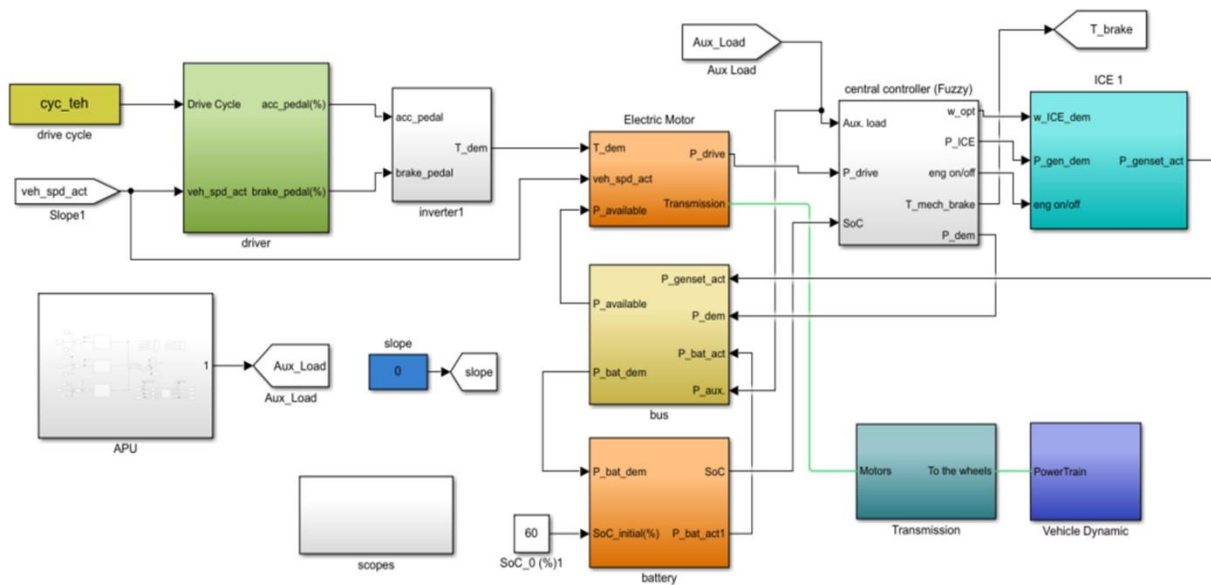 Aux_Load
Aux Load
T_brake
cyc_teh
drive cycle
veh_spd_act
Slope1
Drive Cycle
acc_pedal(%)
veh_spd_act
brake_pedal(%)
driver
acc_pedal
T_dem
brake_pedal
inverter1
Electric Motor
T_dem
P_drive
veh_spd_act
Transmission
P_available
central controller (Fuzzy)
Aux. load
w_opt
P_ICE
P_drive
eng on/off
T_mech_brake
SoC
P_dem
ICE 1
w_ICE_dem
P_gen_dem
P_genset_act
eng on/off
P_genset_act
P_available
P_dem
P_bat_act
P_bat_dem
P_aux.
bus
1
APU
Aux_Load
Aux_Load
slope
0
slope
scopes
P_bat_dem
SoC
SoC_initial(%)
P_bat_act1
battery
60
SoC_0 (%)1
Motors
To the wheels
Transmission
PowerTrain
Vehicle Dynamic